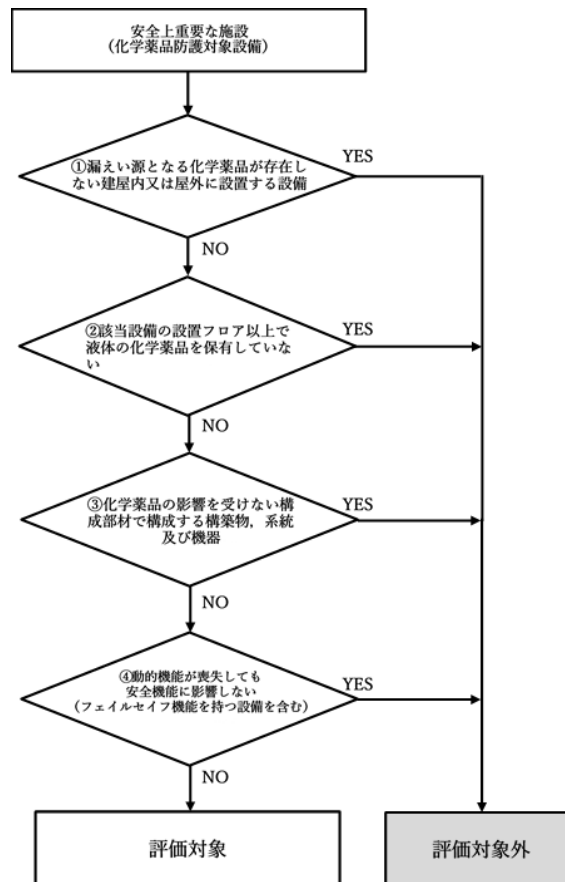 安全上重要な施設
（化学薬品防護対象設備）
①漏えい源となる化学薬品が存在し
ない建屋内又は屋外に設置する設備
YES
NO
②該当設備の設置フロア以上で
液体の化学薬品を保有していな
い
YES
NO
③化学薬品の影響を受けない構
成部材で構成する構築物，系統
及び機器
YES
NO
④動的機能が喪失しても
安全機能に影響しない
（フェイルセイフ機能を持つ設備を含む）
YES
NO
評価対象
評価対象外